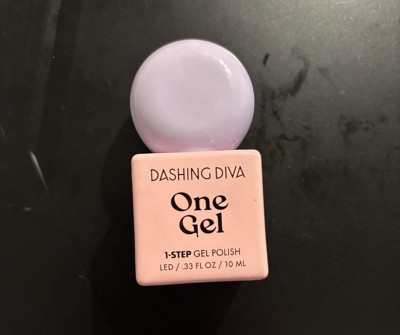 DASHING DIVA
One
Gel
1-STEP GEL POLISH
LED / .33 FL OZ / 10 ML